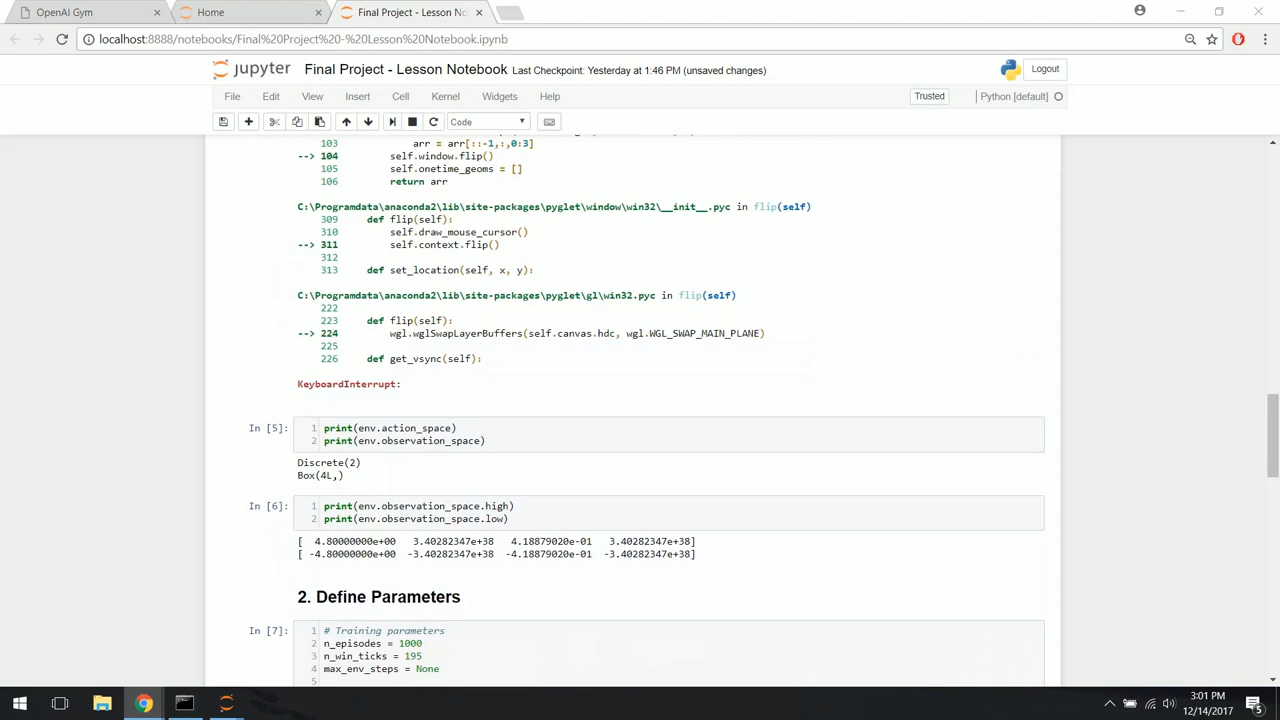 OpenAI Gym
Home
Final Project - Lesson No
localhost:8888/notebooks/Final%20Project%20-%20Lesson%20Notebook.ipynb
jupyter Final Project - Lesson Notebook Last Checkpoint: Yesterday at 1:46 PM (unsaved changes)
Logout
File Edit View Insert Cell Kernel Widgets Help
Trusted
Python [default]
Code
103 arr = arr[::-1,:,0:3]
--> 104 self.window.flip()
105 self.onetime_geoms = []
106 return arr
C:\Programdata\anaconda2\lib\site-packages\pyglet\window\win32\__init__.pyc in flip(self)
309 def flip(self):
310 self.draw_mouse_cursor()
--> 311 self.context.flip()
312
313 def set_location(self, x, y):
C:\Programdata\anaconda2\lib\site-packages\pyglet\gl\win32.pyc in flip(self)
222
223 def flip(self):
--> 224 wgl.wglSwapLayerBuffers(self.canvas.hdc, wgl.WGL_SWAP_MAIN_PLANE)
225
226 def get_vsync(self):
KeyboardInterrupt:
In [5]: 1 print(env.action_space)
2 print(env.observation_space)
Discrete(2)
Box(4L,)
In [6]: 1 print(env.observation_space.high)
2 print(env.observation_space.low)
[ 4.80000000e+00 3.40282347e+38 4.18879020e-01 3.40282347e+38]
[ -4.80000000e+00 -3.40282347e+38 -4.18879020e-01 -3.40282347e+38]
2. Define Parameters
In [7]: 1 # Training parameters
2 n_episodes = 1000
3 n_win_ticks = 195
4 max_env_steps = None
5
3:01 PM
12/14/2017
5